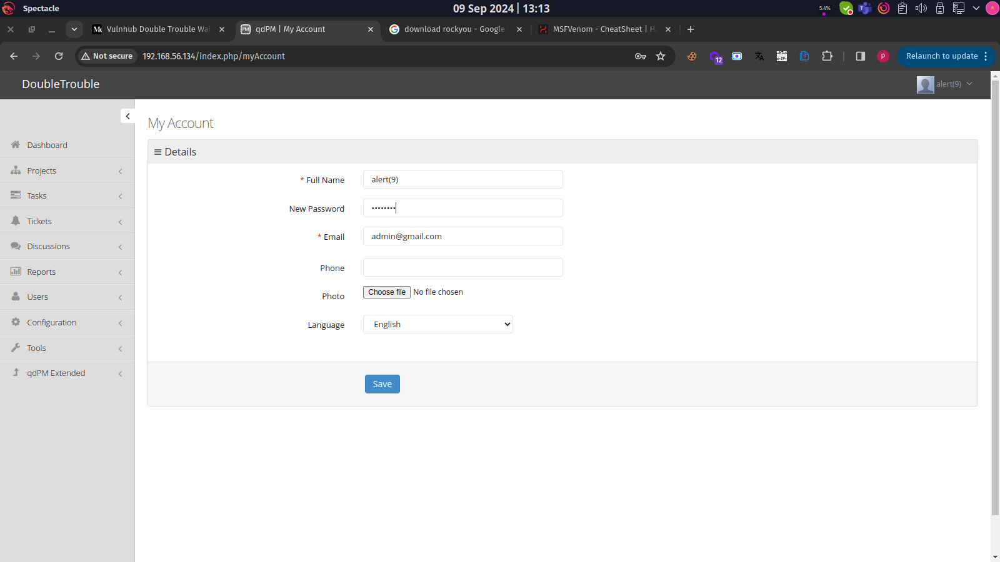 Spectacle
09 Sep 2024 | 13:13
5.4%
Vulnhub Double Trouble Wal
qdPM | My Account
download rockyou - Google
MSFVenom - CheatSheet | H
Not secure
192.168.56.134/index.php/myAccount
12
P
Relaunch to update
DoubleTrouble
alert(9)
My Account
Dashboard
Projects
Tasks
Tickets
Discussions
Reports
Users
Configuration
Tools
qdPM Extended
Details
* Full Name
alert(9)
New Password
••••••••
* Email
admin@gmail.com
Phone
Photo
Choose file No file chosen
Language
English
Save